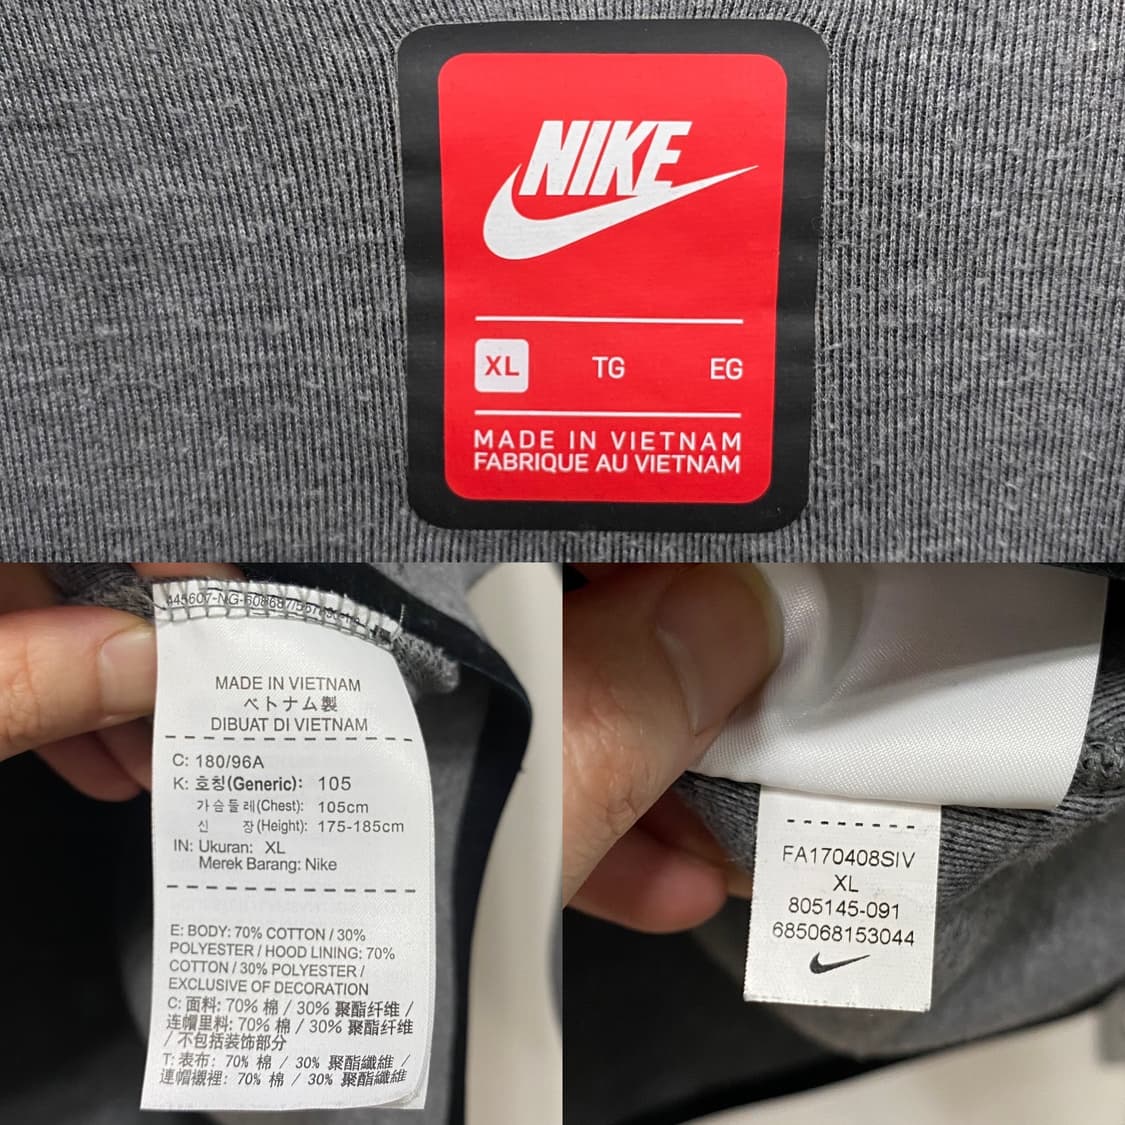 NIKE
XL TG EG
MADE IN VIETNAM
FABRIQUE AU VIETNAM
MADE IN VIETNAM
ベトナム製
DIBUAT DI VIETNAM
C: 180/96A
K: 호칭(Generic): 105
가슴둘레(Chest): 105cm
신 장(Height): 175-185cm
IN: Ukuran: XL
Merek Barang: Nike
E: BODY: 70% COTTON / 30%
POLYESTER / HOOD LINING: 70%
COTTON / 30% POLYESTER /
EXCLUSIVE OF DECORATION
C: 面料: 70% 棉 / 30% 聚酯纤维 /
连帽里料: 70% 棉 / 30% 聚酯纤维
/ 不包括装饰部分
T: 表布: 70% 棉 / 30% 聚酯纖維 /
連帽襯裡: 70% 棉 / 30% 聚酯纖維
FA170408SIV
XL
805145-091
685068153044